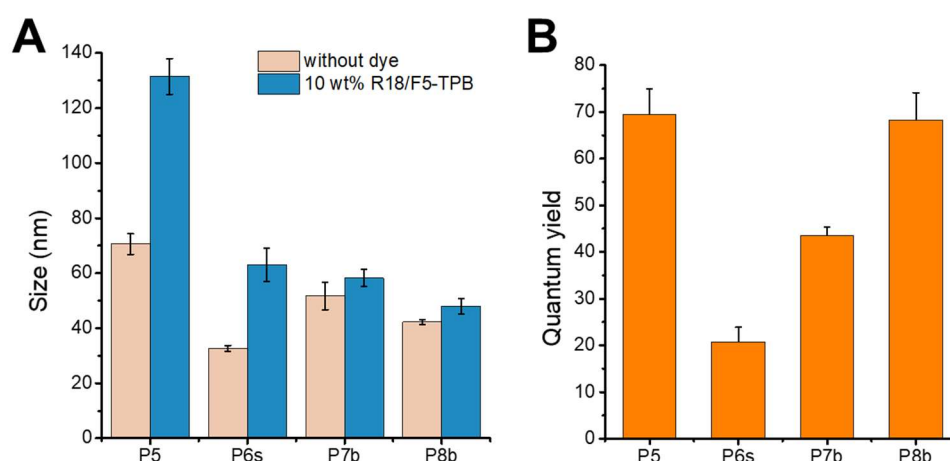 A
Size (nm)
140
120
100
80
60
40
20
0
without dye
10 wt% R18/F5-TPB
P5 P6s P7b P8b
B
Quantum yield
80
70
60
50
40
30
20
10
0
P5 P6s P7b P8b